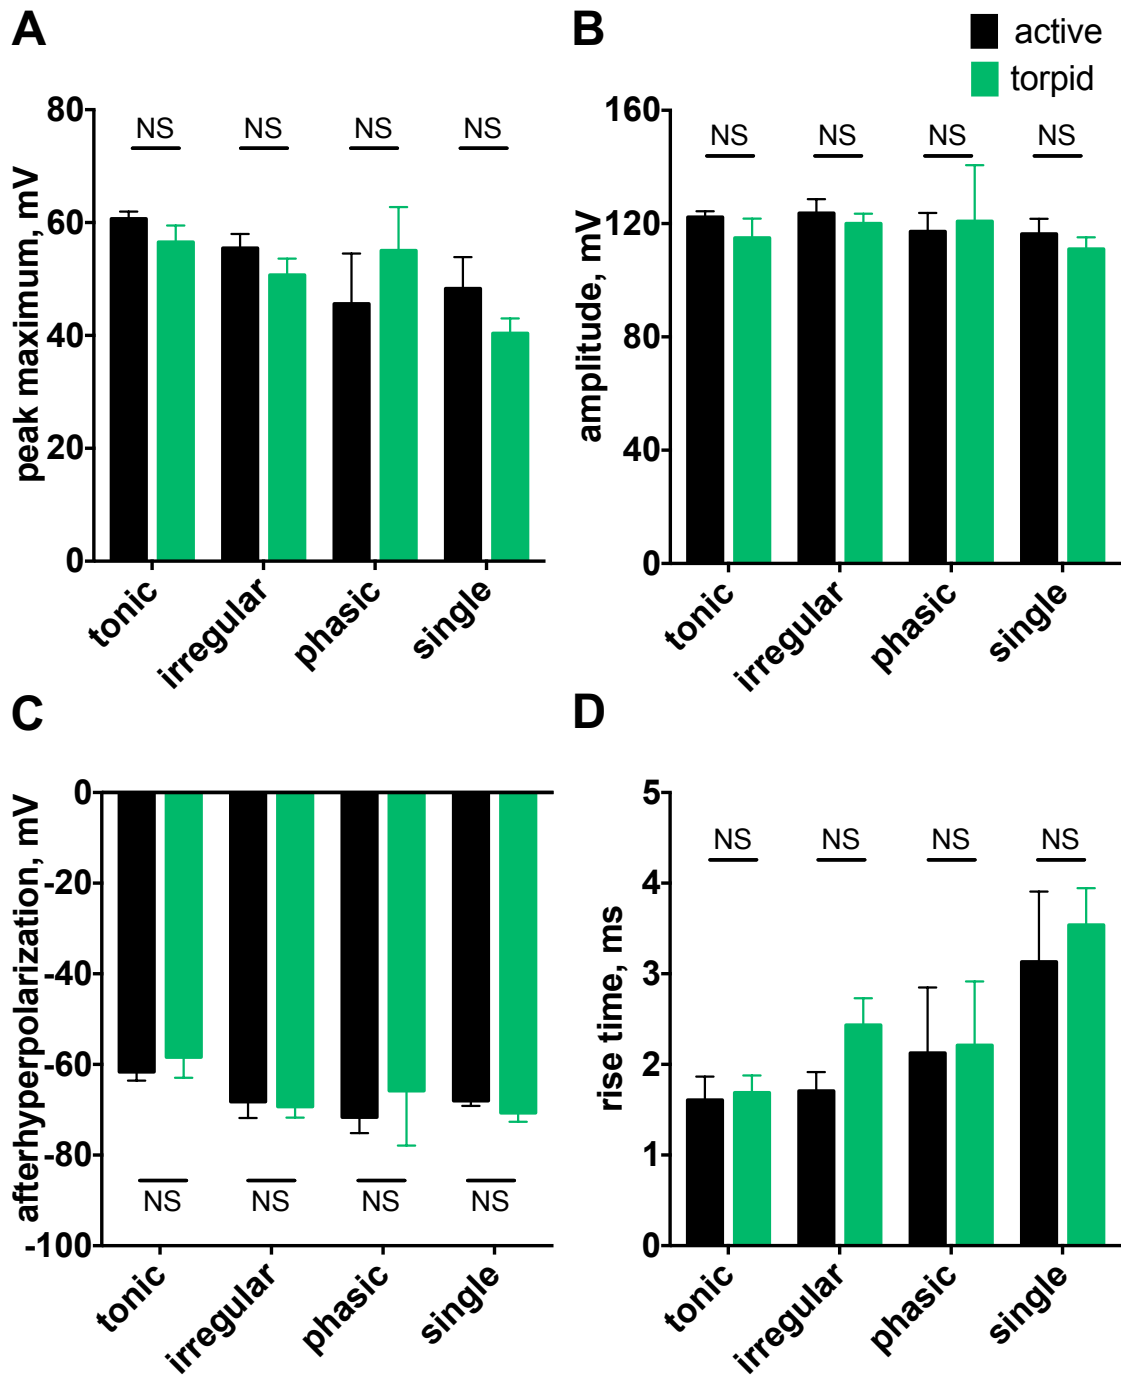 A
peak maximum, mV
80
60
40
20
0
NS NS NS NS
tonic irregular phasic single
B
active
torpid
amplitude, mV
160
120
80
40
0
NS NS NS NS
tonic irregular phasic single
C
afterhyperpolarization, mV
0
-20
-40
-60
-80
-100
NS NS NS NS
tonic irregular phasic single
D
rise time, ms
5
4
3
2
1
0
NS NS NS NS
tonic irregular phasic single